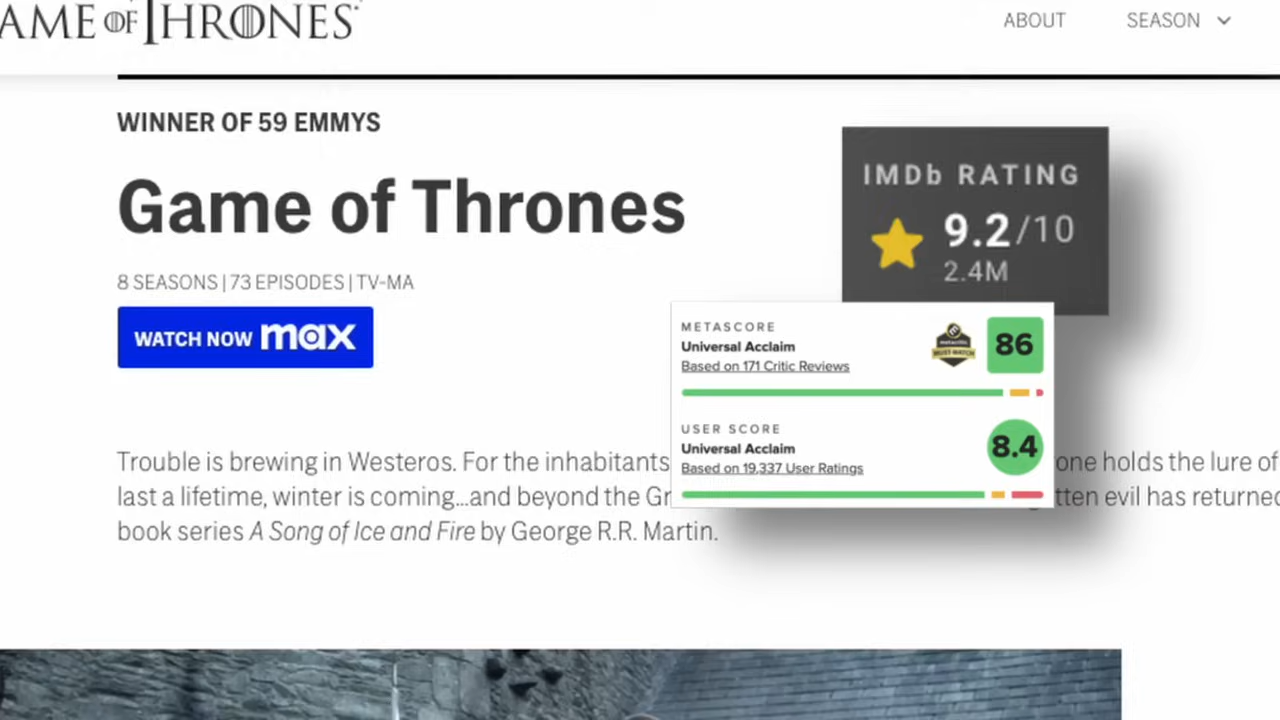 AME OF THRONES
ABOUT
SEASON
WINNER OF 59 EMMYS
Game of Thrones
8 SEASONS | 73 EPISODES | TV-MA
WATCH NOW max
IMDb RATING
9.2/10
2.4M
METASCORE
Universal Acclaim
Based on 171 Critic Reviews
metacritic
MUST-WATCH
86
USER SCORE
Universal Acclaim
Based on 19,337 User Ratings
8.4
Trouble is brewing in Westeros. For the inhabitants one holds the lure of
last a lifetime, winter is coming...and beyond the Gr tten evil has returned
book series A Song of Ice and Fire by George R.R. Martin.